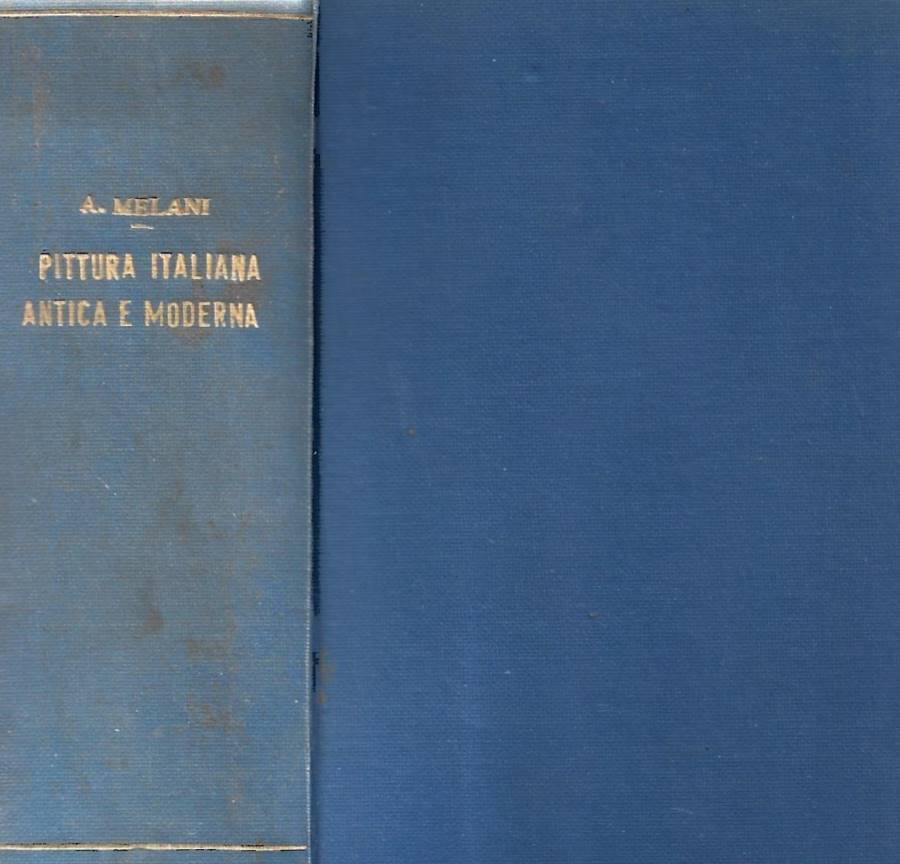 A. MELANI
PITTURA ITALIANA
ANTICA E MODERNA